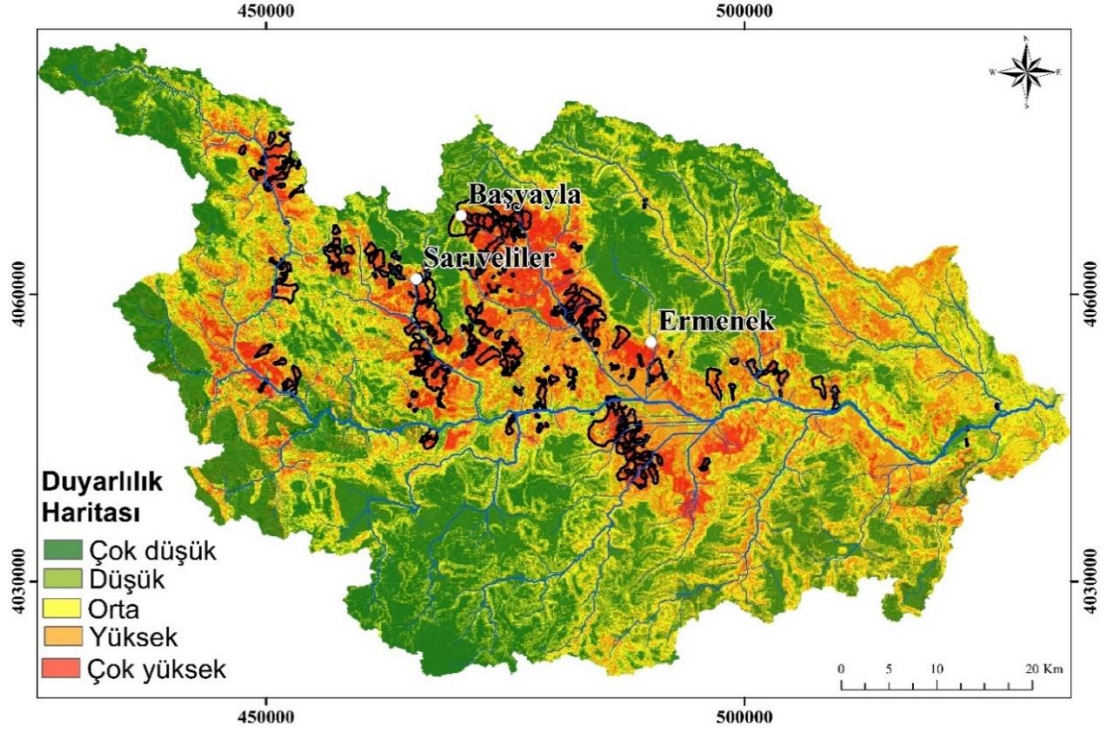 450000
500000
N
W
E
S
Başyayla
Sarıveliler
Ermenek
4060000
4060000
4030000
4030000
Duyarlılık
Haritası
Çok düşük
Düşük
Orta
Yüksek
Çok yüksek
0 5 10 20 Km
450000
500000